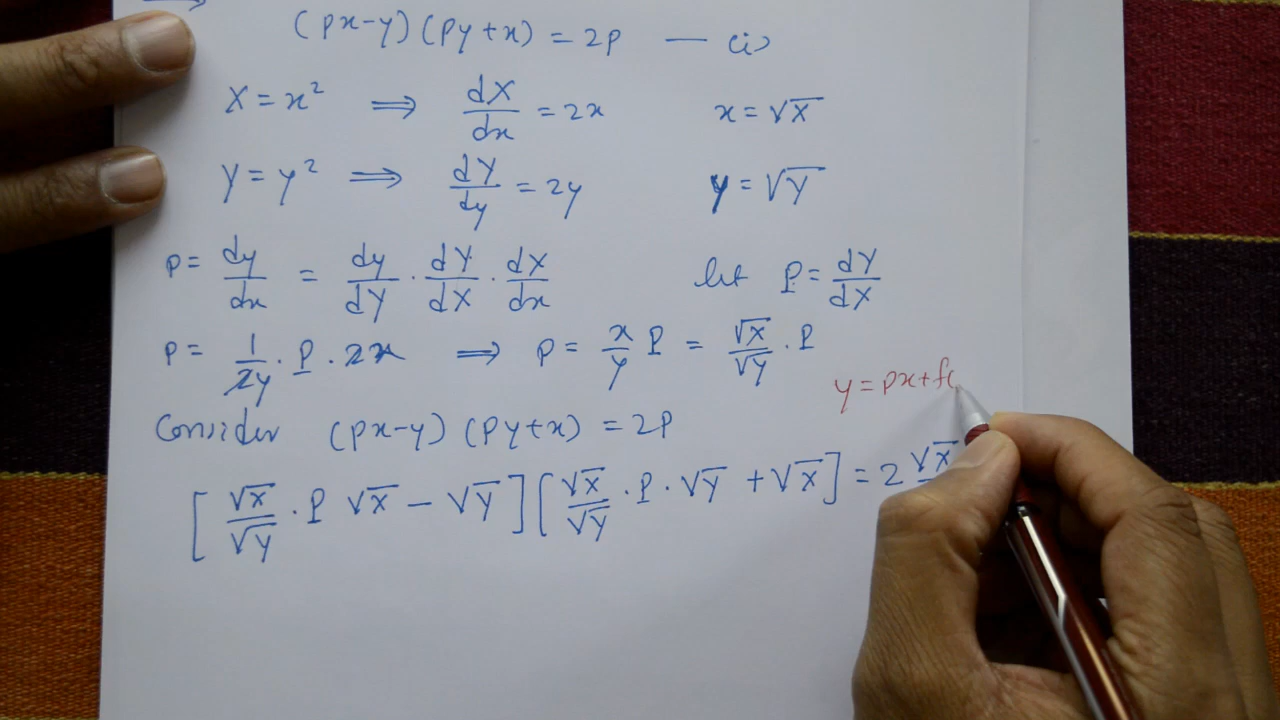 ⟹ (px-y)(py+x) = 2p — (i)
X = x² ⟹ dX/dx = 2x x = √X
Y = y² ⟹ dY/dy = 2y y = √Y
p = dy/dx = dy/dY · dY/dX · dX/dx let P = dY/dX
p = 1/2y · P · 2x ⟹ p = x/y P = √X/√Y · P
y = px + f(
Consider (px-y)(py+x) = 2p
[√X/√Y · P √X - √Y][√X/√Y · P · √Y + √X] = 2 √X